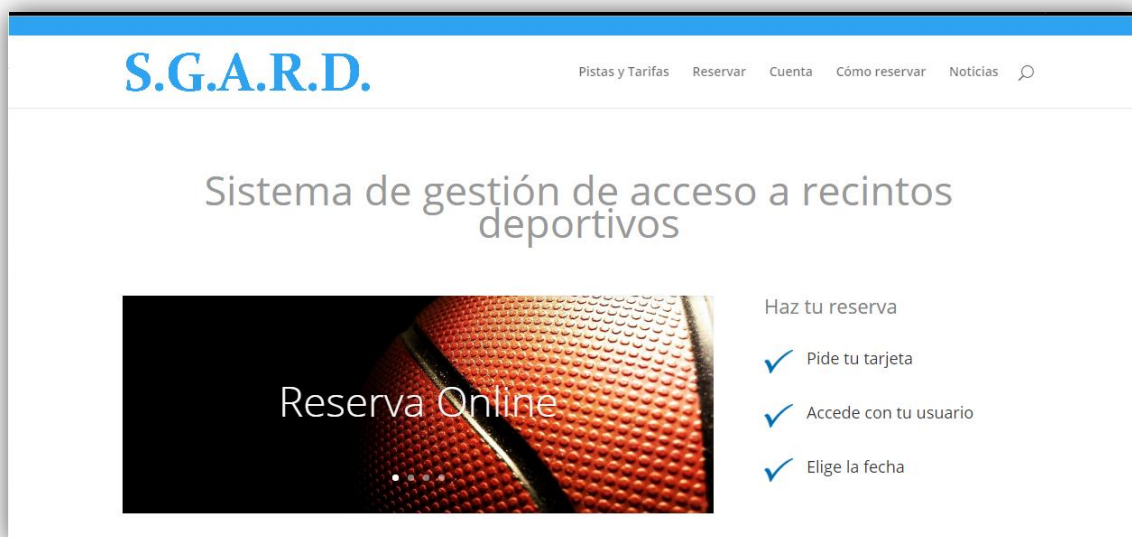 S.G.A.R.D.
Pistas y Tarifas Reservar Cuenta Cómo reservar Noticias
Sistema de gestión de acceso a recintos
deportivos
Reserva Online
Haz tu reserva
Pide tu tarjeta
Accede con tu usuario
Elige la fecha